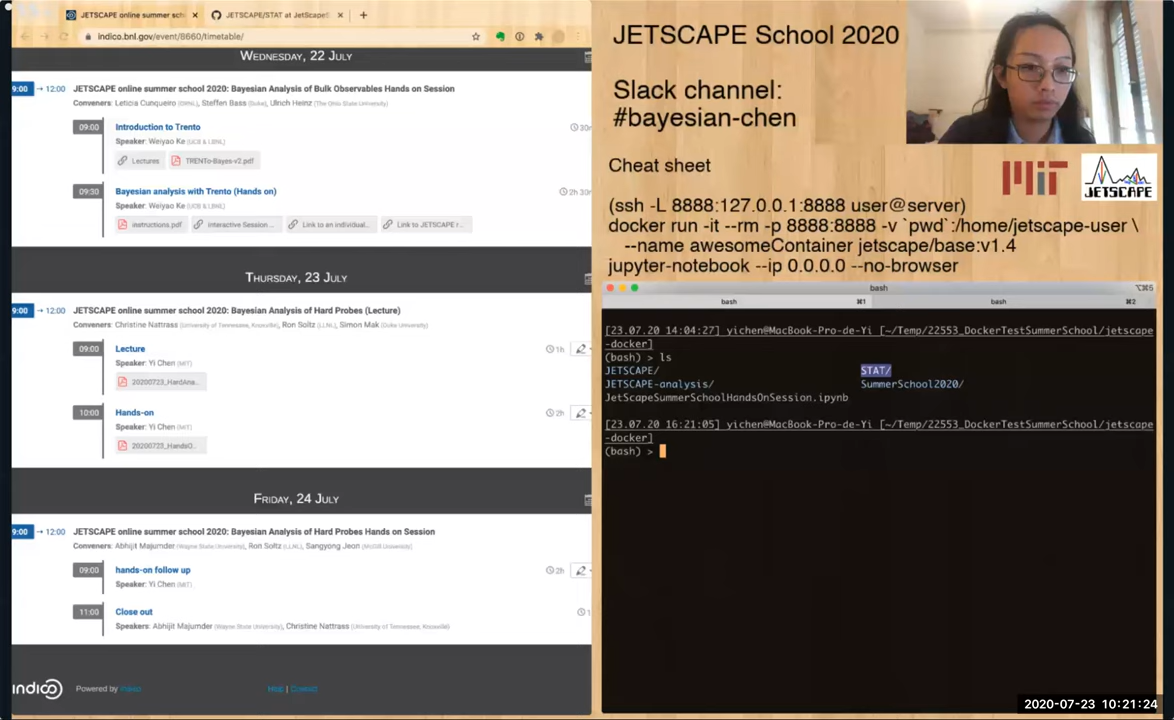 JETSCAPE online summer sch
JETSCAPE/STAT at JetScapeS
indico.bnl.gov/event/8660/timetable/
WEDNESDAY, 22 JULY
9:00 → 12:00 JETSCAPE online summer school 2020: Bayesian Analysis of Bulk Observables Hands on Session
Conveners: Leticia Cunqueiro (ORNL), Steffen Bass (Duke), Ulrich Heinz (The Ohio State University)
09:00 Introduction to Trento 30m
Speaker: Weiyao Ke (UCB & LBNL)
Lectures TRENTo-Bayes-v2.pdf
09:30 Bayesian analysis with Trento (Hands on) 2h 30m
Speaker: Weiyao Ke (UCB & LBNL)
instructions.pdf interactive Session... Link to an individual... Link to JETSCAPE r...
THURSDAY, 23 JULY
9:00 → 12:00 JETSCAPE online summer school 2020: Bayesian Analysis of Hard Probes (Lecture)
Conveners: Christine Nattrass (University of Tennessee, Knoxville), Ron Soltz (LLNL), Simon Mak (Duke University)
09:00 Lecture 1h
Speaker: Yi Chen (MIT)
20200723_HardAna...
10:00 Hands-on 2h
Speaker: Yi Chen (MIT)
20200723_HandsO...
FRIDAY, 24 JULY
9:00 → 12:00 JETSCAPE online summer school 2020: Bayesian Analysis of Hard Probes Hands on Session
Conveners: Abhijit Majumder (Wayne State University), Ron Soltz (LLNL), Sangyong Jeon (McGill University)
09:00 hands-on follow up 2h
Speaker: Yi Chen (MIT)
11:00 Close out 1
Speakers: Abhijit Majumder (Wayne State University), Christine Nattrass (University of Tennessee, Knoxville)
indico Powered by Indico Help | Contact
JETSCAPE School 2020
Slack channel:
#bayesian-chen
Cheat sheet
MIT JETSCAPE
(ssh -L 8888:127.0.0.1:8888 user@server)
docker run -it --rm -p 8888:8888 -v `pwd`:/home/jetscape-user \
--name awesomeContainer jetscape/base:v1.4
jupyter-notebook --ip 0.0.0.0 --no-browser
bash ⌥⌘5
bash ⌘1 bash ⌘2
[23.07.20 14:04:27] yichen@MacBook-Pro-de-Yi [~/Temp/22553_DockerTestSummerSchool/jetscape
-docker]
(bash) > ls
JETSCAPE/ STAT/
JETSCAPE-analysis/ SummerSchool2020/
JetScapeSummerSchoolHandsOnSession.ipynb
[23.07.20 16:21:05] yichen@MacBook-Pro-de-Yi [~/Temp/22553_DockerTestSummerSchool/jetscape
-docker]
(bash) >
2020-07-23 10:21:24